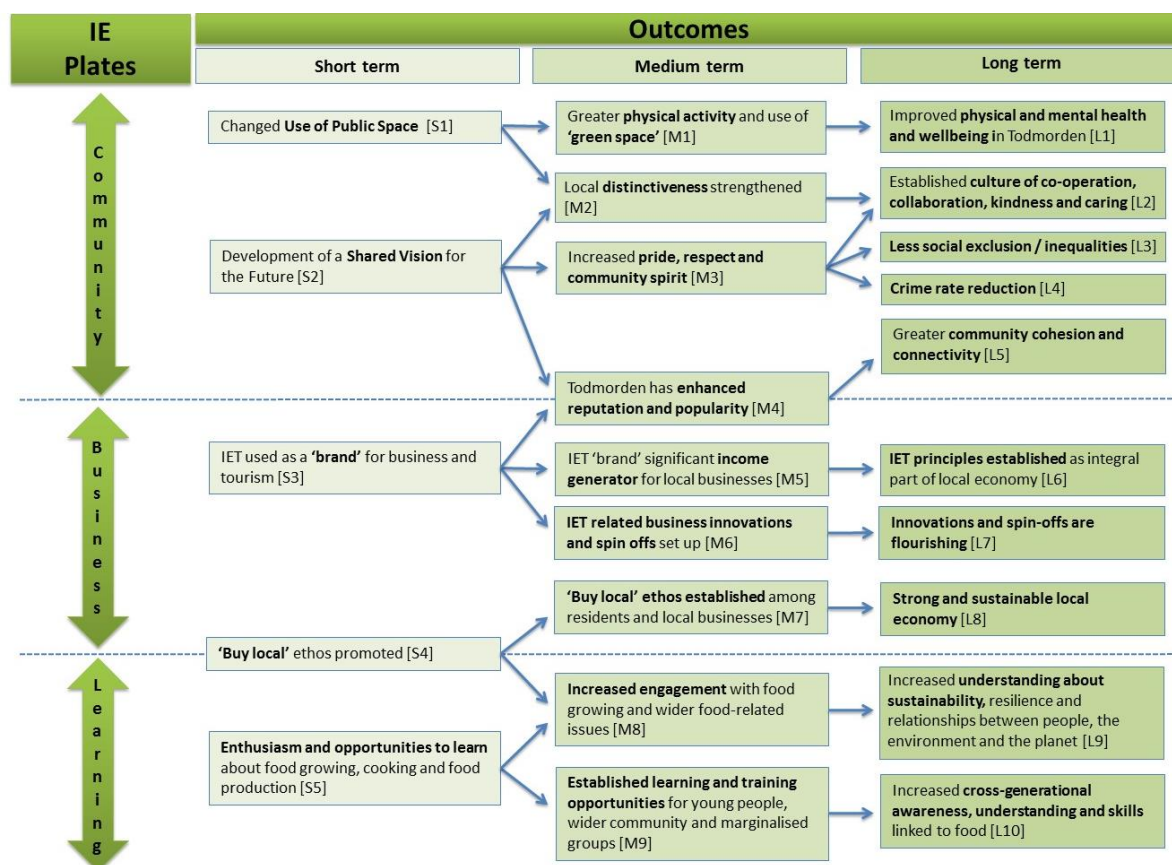 IE
Plates
Outcomes
Short term
Medium term
Long term
Community
Changed Use of Public Space [S1]
Greater physical activity and use of
‘green space’ [M1]
Improved physical and mental health
and wellbeing in Todmorden [L1]
Local distinctiveness strengthened
[M2]
Established culture of co-operation,
collaboration, kindness and caring [L2]
Development of a Shared Vision for
the Future [S2]
Increased pride, respect and
community spirit [M3]
Less social exclusion / inequalities [L3]
Crime rate reduction [L4]
Greater community cohesion and
connectivity [L5]
Todmorden has enhanced
reputation and popularity [M4]
Business
IET used as a ‘brand’ for business and
tourism [S3]
IET ‘brand’ significant income
generator for local businesses [M5]
IET principles established as integral
part of local economy [L6]
IET related business innovations
and spin offs set up [M6]
Innovations and spin-offs are
flourishing [L7]
‘Buy local’ ethos established among
residents and local businesses [M7]
Strong and sustainable local
economy [L8]
‘Buy local’ ethos promoted [S4]
Learning
Increased engagement with food
growing and wider food-related
issues [M8]
Increased understanding about
sustainability, resilience and
relationships between people, the
environment and the planet [L9]
Enthusiasm and opportunities to learn
about food growing, cooking and food
production [S5]
Established learning and training
opportunities for young people,
wider community and marginalised
groups [M9]
Increased cross-generational
awareness, understanding and skills
linked to food [L10]